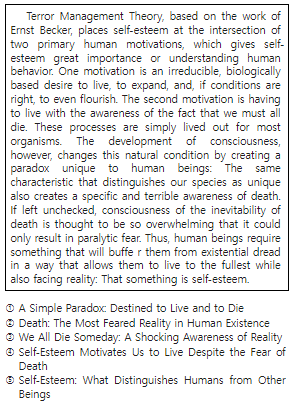 Terror Management Theory, based on the work of
Ernst Becker, places self-esteem at the intersection of
two primary human motivations, which gives self-
esteem great importance or understanding human
behavior. One motivation is an irreducible, biologically
based desire to live, to expand, and, if conditions are
right, to even flourish. The second motivation is having
to live with the awareness of the fact that we must all
die. These processes are simply lived out for most
organisms. The development of consciousness,
however, changes this natural condition by creating a
paradox unique to human beings: The same
characteristic that distinguishes our species as unique
also creates a specific and terrible awareness of death.
If left unchecked, consciousness of the inevitability of
death is thought to be so overwhelming that it could
only result in paralytic fear. Thus, human beings require
something that will buffe r them from existential dread
in a way that allows them to live to the fullest while
also facing reality: That something is self-esteem.
① A Simple Paradox: Destined to Live and to Die
② Death: The Most Feared Reality in Human Existence
③ We All Die Someday: A Shocking Awareness of Reality
④ Self-Esteem Motivates Us to Live Despite the Fear of
Death
⑤ Self-Esteem: What Distinguishes Humans from Other
Beings